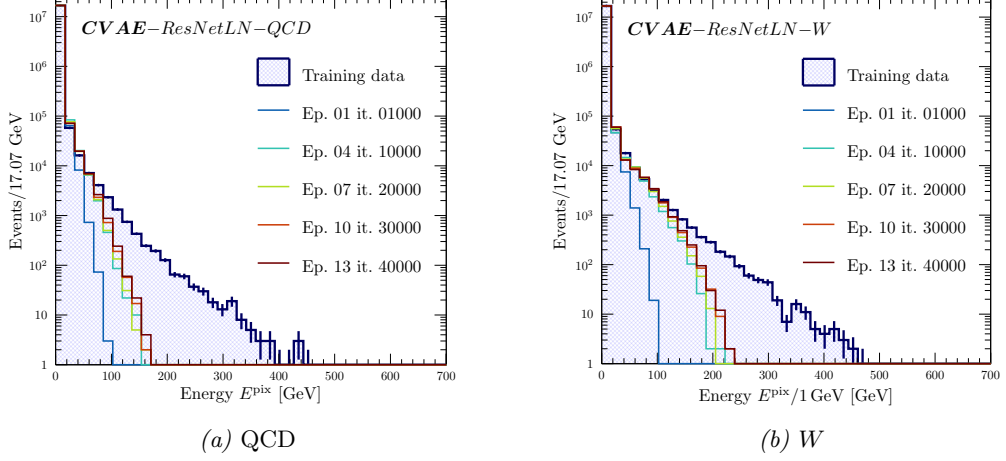 CVAE–ResNetLN–QCD
Training data
Ep. 01 it. 01000
Ep. 04 it. 10000
Ep. 07 it. 20000
Ep. 10 it. 30000
Ep. 13 it. 40000
Events/17.07 GeV
10⁷
10⁶
10⁵
10⁴
10³
10²
10
1
0 100 200 300 400 500 600 700
Energy Eᵖⁱˣ [GeV]
(a) QCD
CVAE–ResNetLN–W
Training data
Ep. 01 it. 01000
Ep. 04 it. 10000
Ep. 07 it. 20000
Ep. 10 it. 30000
Ep. 13 it. 40000
Events/17.07 GeV
10⁷
10⁶
10⁵
10⁴
10³
10²
10
1
0 100 200 300 400 500 600 700
Energy Eᵖⁱˣ/1 GeV [GeV]
(b) W